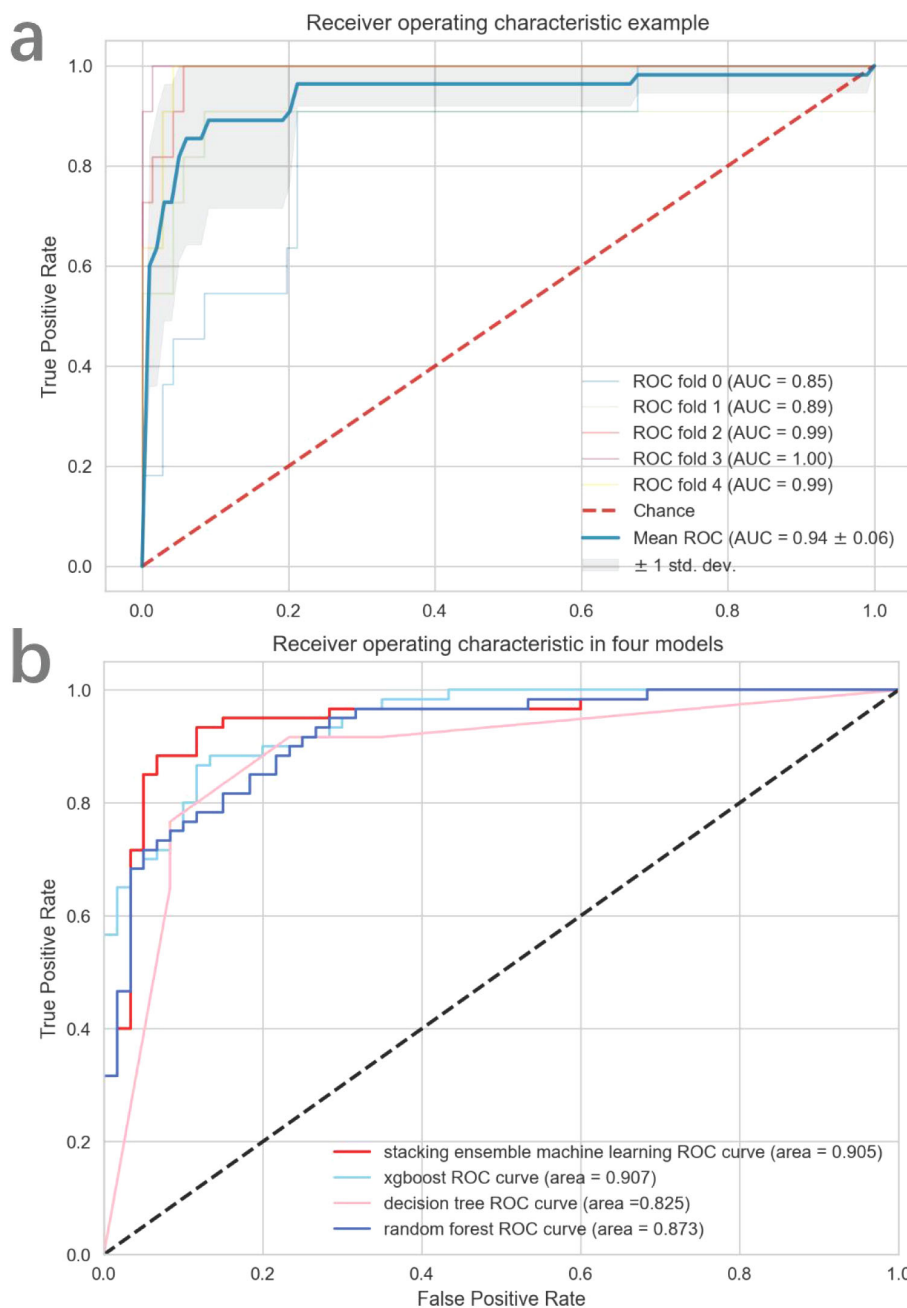 a
Receiver operating characteristic example
1.0
0.8
0.6
0.4
0.2
0.0
True Positive Rate
ROC fold 0 (AUC = 0.85)
ROC fold 1 (AUC = 0.89)
ROC fold 2 (AUC = 0.99)
ROC fold 3 (AUC = 1.00)
ROC fold 4 (AUC = 0.99)
Chance
Mean ROC (AUC = 0.94 ± 0.06)
± 1 std. dev.
0.0 0.2 0.4 0.6 0.8 1.0
b
Receiver operating characteristic in four models
1.0
0.8
0.6
0.4
0.2
0.0
True Positive Rate
stacking ensemble machine learning ROC curve (area = 0.905)
xgboost ROC curve (area = 0.907)
decision tree ROC curve (area =0.825)
random forest ROC curve (area = 0.873)
0.0 0.2 0.4 0.6 0.8 1.0
False Positive Rate